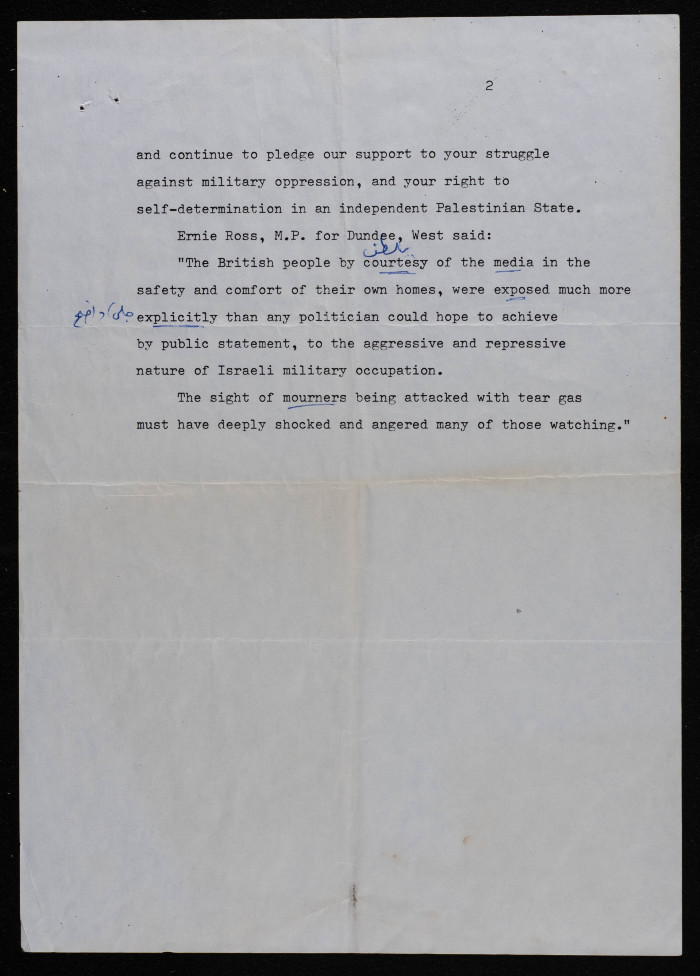 2
and continue to pledge our support to your struggle
against military oppression, and your right to
self-determination in an independent Palestinian State.
Ernie Ross, M.P. for Dundee, West said:
"The British people by courtesy of the media in the
safety and comfort of their own homes, were exposed much more
explicitly than any politician could hope to achieve
by public statement, to the aggressive and repressive
nature of Israeli military occupation.
The sight of mourners being attacked with tear gas
must have deeply shocked and angered many of those watching."